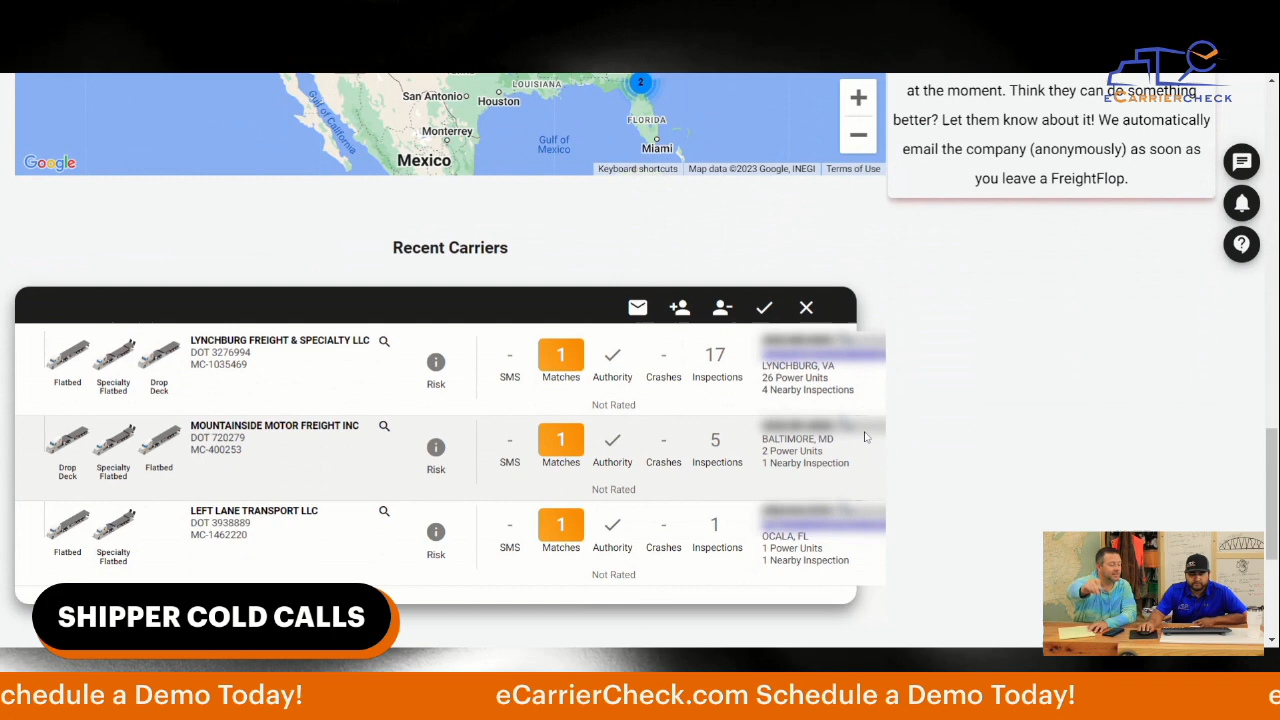 LOUISIANA
San Antonio
Houston
2
FLORIDA
Miami
Gulf of California
Monterrey
Mexico
Gulf of
Mexico
Google
Keyboard shortcuts
Map data ©2023 Google, INEGI
Terms of Use
+
−
eCARRIERCHECK
at the moment. Think they can do something
better? Let them know about it! We automatically
email the company (anonymously) as soon as
you leave a FreightFlop.
Recent Carriers
LYNCHBURG FREIGHT & SPECIALTY LLC
DOT 3276994
MC-1035469
Flatbed
Specialty
Flatbed
Drop
Deck
Risk
-
SMS
1
Matches
Authority
-
Crashes
17
Inspections
Not Rated
LYNCHBURG, VA
26 Power Units
4 Nearby Inspections
MOUNTAINSIDE MOTOR FREIGHT INC
DOT 720279
MC-400253
Drop
Deck
Specialty
Flatbed
Flatbed
Risk
-
SMS
1
Matches
Authority
-
Crashes
5
Inspections
Not Rated
BALTIMORE, MD
2 Power Units
1 Nearby Inspection
LEFT LANE TRANSPORT LLC
DOT 3938889
MC-1462220
Flatbed
Specialty
Flatbed
Risk
-
SMS
1
Matches
Authority
-
Crashes
1
Inspections
Not Rated
OCALA, FL
1 Power Units
1 Nearby Inspection
SHIPPER COLD CALLS
chedule a Demo Today!
eCarrierCheck.com Schedule a Demo Today!
e